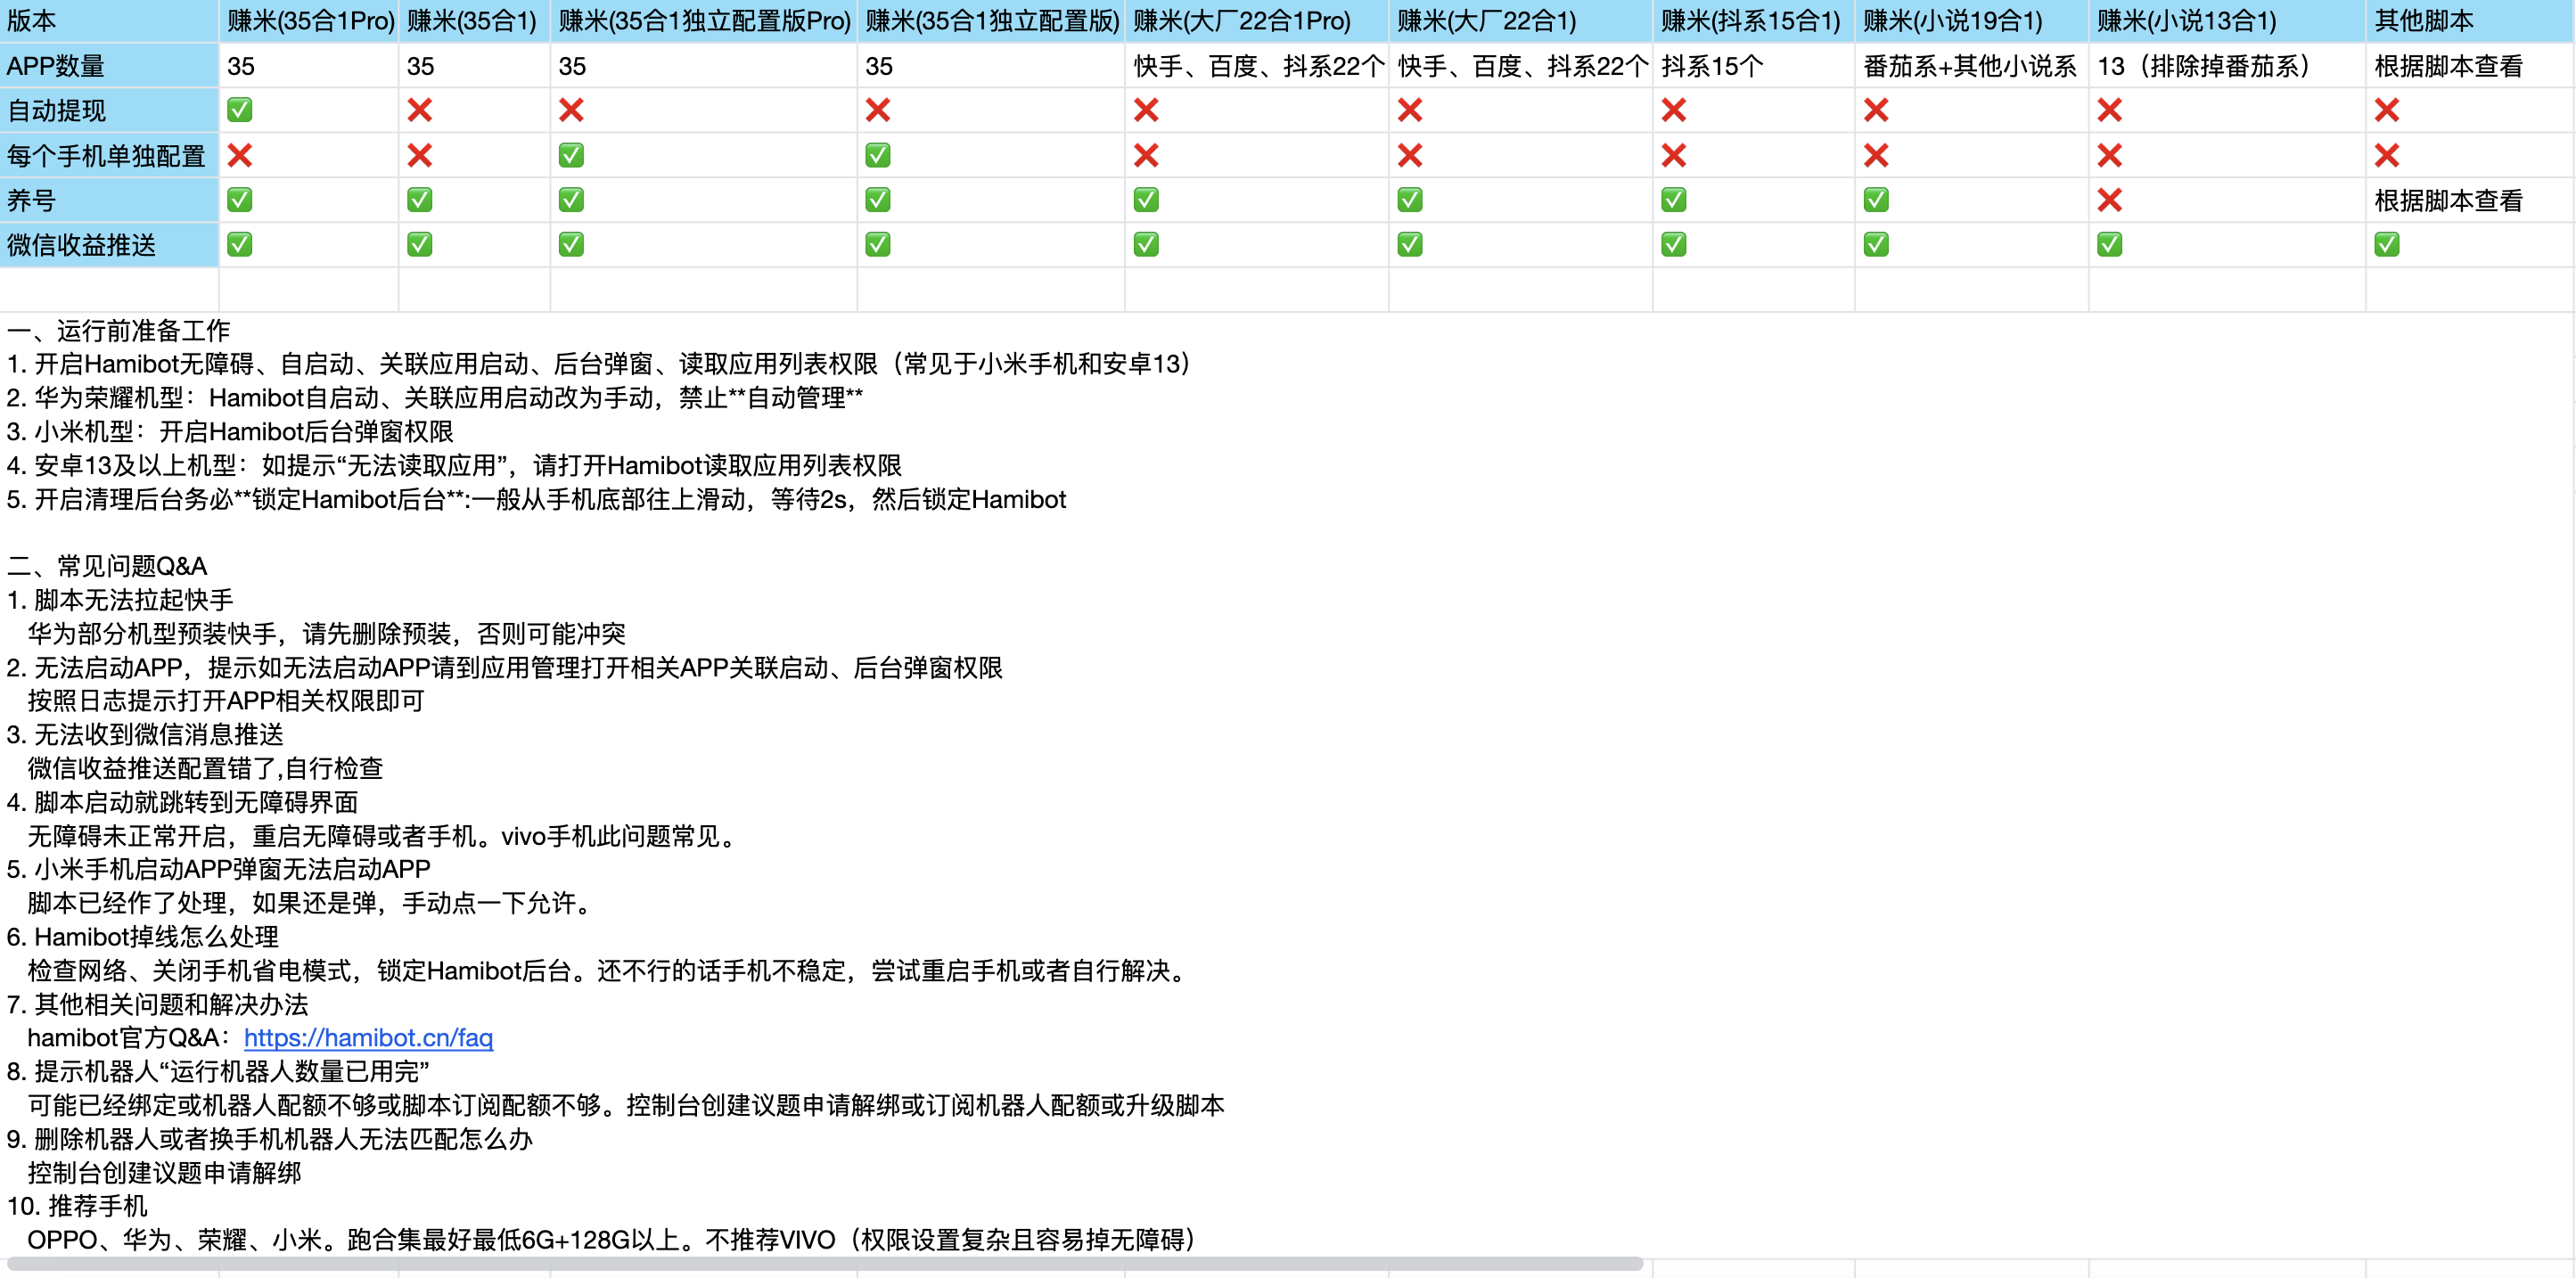 版本 赚米(35合1Pro) 赚米(35合1) 赚米(35合1独立配置版Pro) 赚米(35合1独立配置版) 赚米(大厂22合1Pro) 赚米(大厂22合1) 赚米(抖系15合1) 赚米(小说19合1) 赚米(小说13合1) 其他脚本
APP数量 35 35 35 35 快手、百度、抖系22个 快手、百度、抖系22个 抖系15个 番茄系+其他小说系 13（排除掉番茄系） 根据脚本查看
自动提现 ✅ ❌ ❌ ❌ ❌ ❌ ❌ ❌ ❌ ❌
每个手机单独配置 ❌ ❌ ✅ ✅ ❌ ❌ ❌ ❌ ❌ ❌
养号 ✅ ✅ ✅ ✅ ✅ ✅ ✅ ✅ ❌ 根据脚本查看
微信收益推送 ✅ ✅ ✅ ✅ ✅ ✅ ✅ ✅ ✅ ✅
一、运行前准备工作
1. 开启Hamibot无障碍、自启动、关联应用启动、后台弹窗、读取应用列表权限（常见于小米手机和安卓13）
2. 华为荣耀机型：Hamibot自启动、关联应用启动改为手动，禁止**自动管理**
3. 小米机型：开启Hamibot后台弹窗权限
4. 安卓13及以上机型：如提示“无法读取应用”，请打开Hamibot读取应用列表权限
5. 开启清理后台务必**锁定Hamibot后台**:一般从手机底部往上滑动，等待2s，然后锁定Hamibot
二、常见问题Q&A
1. 脚本无法拉起快手
华为部分机型预装快手，请先删除预装，否则可能冲突
2. 无法启动APP，提示如无法启动APP请到应用管理打开相关APP关联启动、后台弹窗权限
按照日志提示打开APP相关权限即可
3. 无法收到微信消息推送
微信收益推送配置错了,自行检查
4. 脚本启动就跳转到无障碍界面
无障碍未正常开启，重启无障碍或者手机。vivo手机此问题常见。
5. 小米手机启动APP弹窗无法启动APP
脚本已经作了处理，如果还是弹，手动点一下允许。
6. Hamibot掉线怎么处理
检查网络、关闭手机省电模式，锁定Hamibot后台。还不行的话手机不稳定，尝试重启手机或者自行解决。
7. 其他相关问题和解决办法
hamibot官方Q&A：https://hamibot.cn/faq
8. 提示机器人“运行机器人数量已用完”
可能已经绑定或机器人配额不够或脚本订阅配额不够。控制台创建议题申请解绑或订阅机器人配额或升级脚本
9. 删除机器人或者换手机机器人无法匹配怎么办
控制台创建议题申请解绑
10. 推荐手机
OPPO、华为、荣耀、小米。跑合集最好最低6G+128G以上。不推荐VIVO（权限设置复杂且容易掉无障碍）